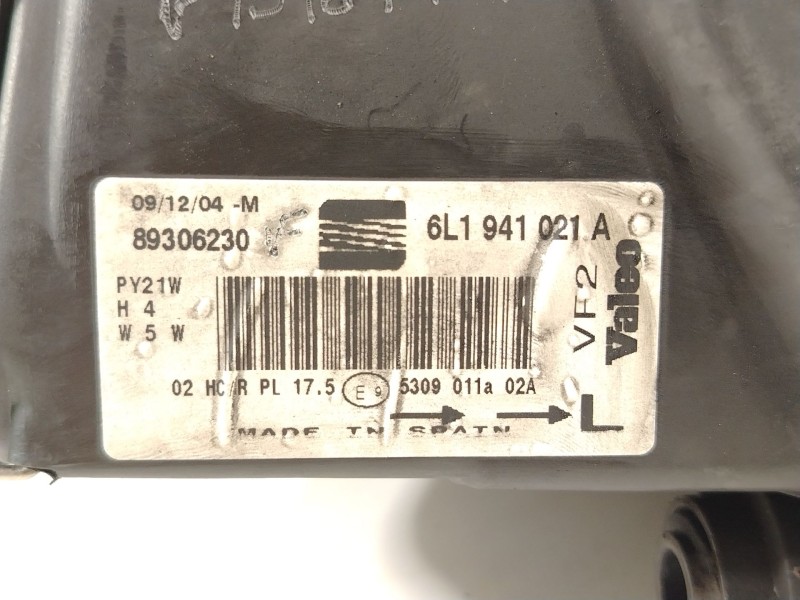 09/12/04 -M
89306230
6L1 941 021 A
PY21W
H 4
W 5 W
VF2
Valeo
02 HC/R PL 17.5 E9 5309 011a 02A
L
MADE IN SPAIN